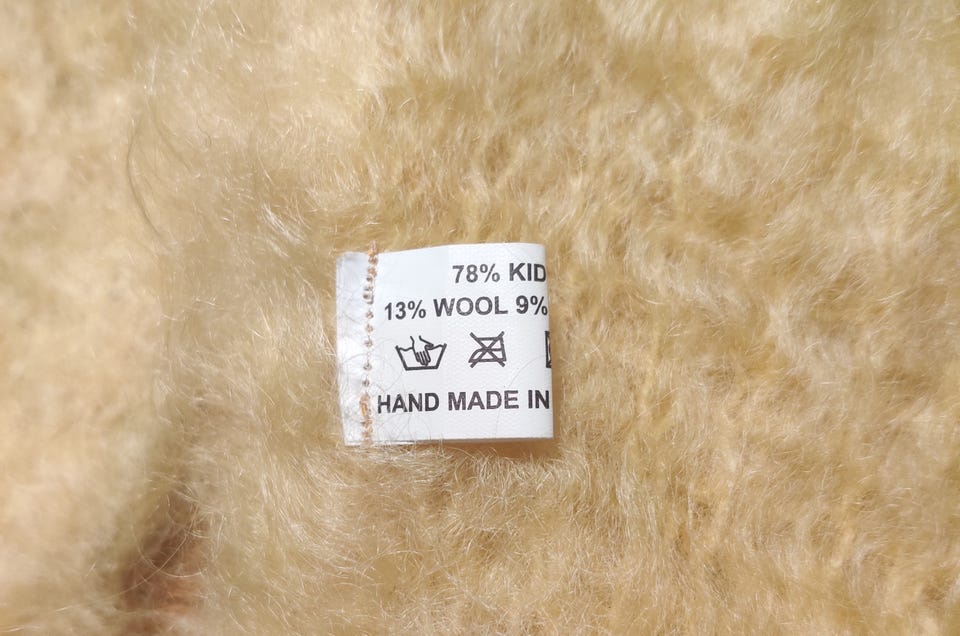 78% KID
13% WOOL 9%
HAND MADE IN